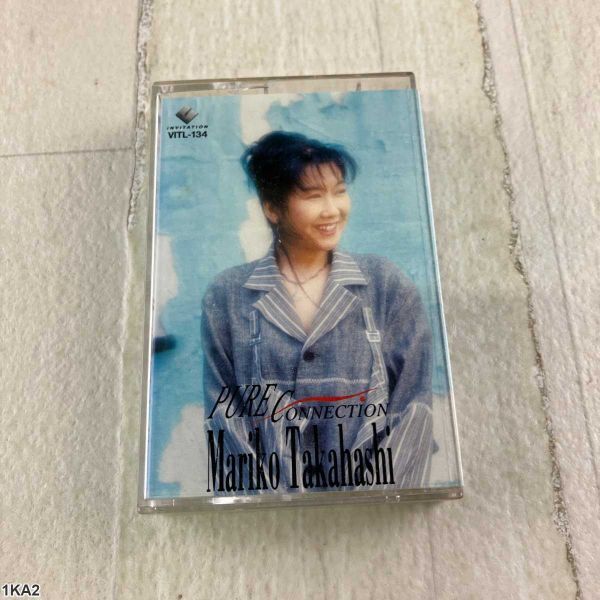 INVITATION
VITL-134
PURE CONNECTION
Mariko Takahashi
1KA2